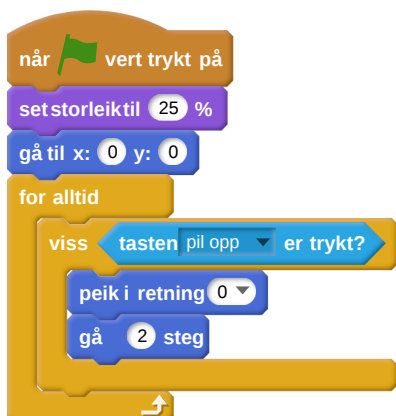 når vert trykt på
set storleik til 25 %
gå til x: 0 y: 0
for alltid
viss tasten pil opp er trykt?
peik i retning 0
gå 2 steg